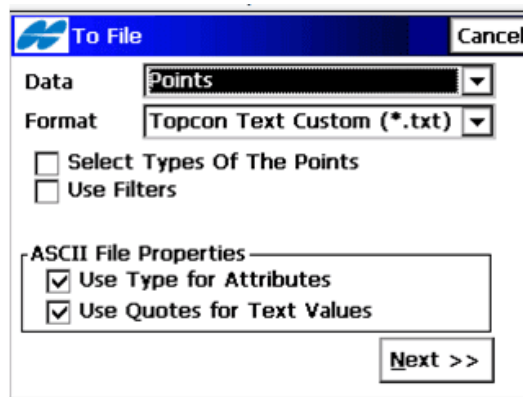 To File Cancel
Data Points
Format Topcon Text Custom (*.txt)
Select Types Of The Points
Use Filters
ASCII File Properties
Use Type for Attributes
Use Quotes for Text Values
Next >>